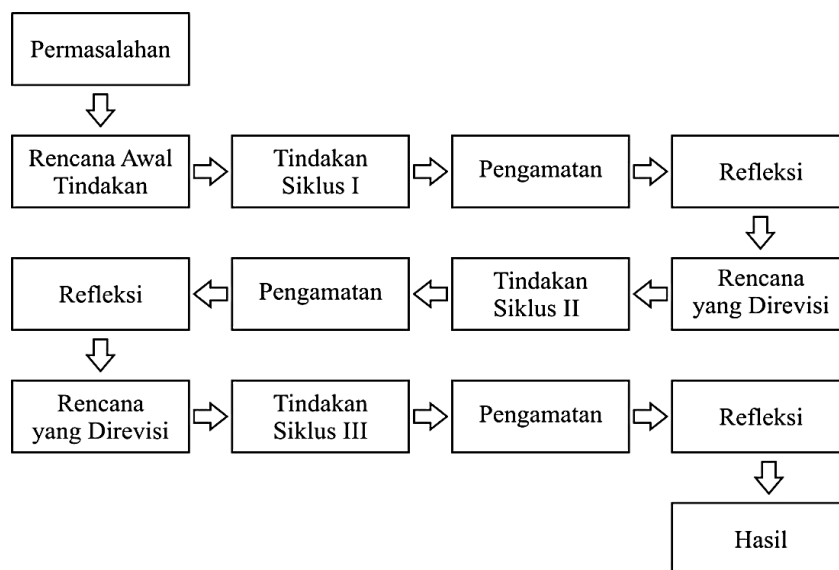 Permasalahan
Rencana Awal
Tindakan
Tindakan
Siklus I
Pengamatan
Refleksi
Rencana
yang Direvisi
Tindakan
Siklus II
Pengamatan
Refleksi
Rencana
yang Direvisi
Tindakan
Siklus III
Pengamatan
Refleksi
Hasil